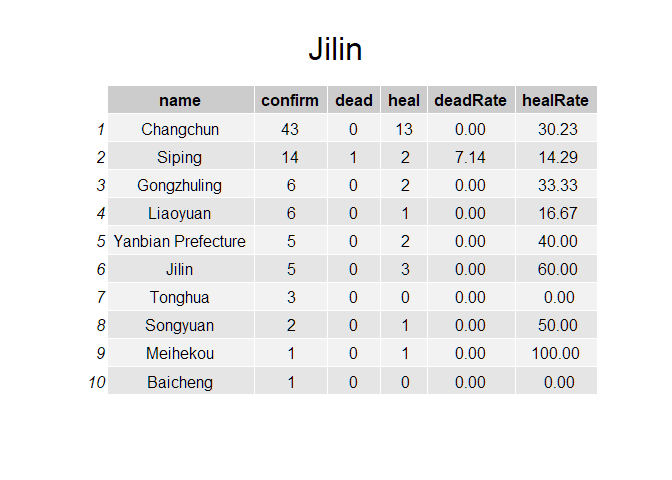 Jilin
name confirm dead heal deadRate healRate
1 Changchun 43 0 13 0.00 30.23
2 Siping 14 1 2 7.14 14.29
3 Gongzhuling 6 0 2 0.00 33.33
4 Liaoyuan 6 0 1 0.00 16.67
5 Yanbian Prefecture 5 0 2 0.00 40.00
6 Jilin 5 0 3 0.00 60.00
7 Tonghua 3 0 0 0.00 0.00
8 Songyuan 2 0 1 0.00 50.00
9 Meihekou 1 0 1 0.00 100.00
10 Baicheng 1 0 0 0.00 0.00